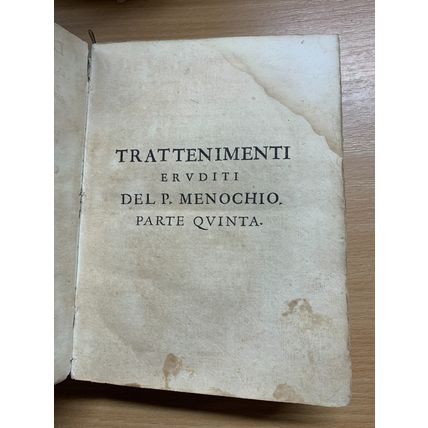 TRATTENIMENTI
ERVDITI
DEL P. MENOCHIO.
PARTE QVINTA.